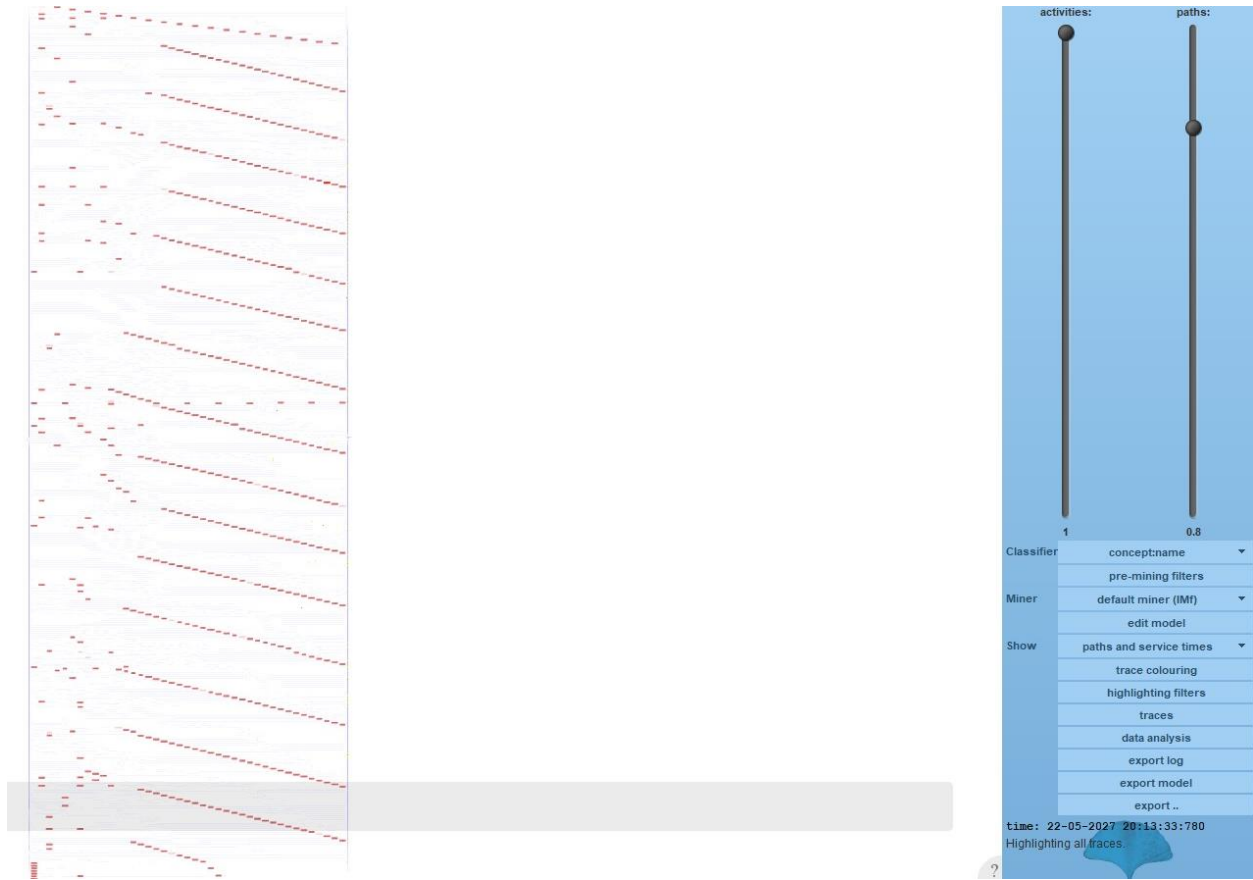 activities: paths:
1 0.8
Classifier concept:name
pre-mining filters
Miner default miner (IMf)
edit model
Show paths and service times
trace colouring
highlighting filters
traces
data analysis
export log
export model
export ..
time: 22-05-2027 20:13:33:780
Highlighting all traces.
?